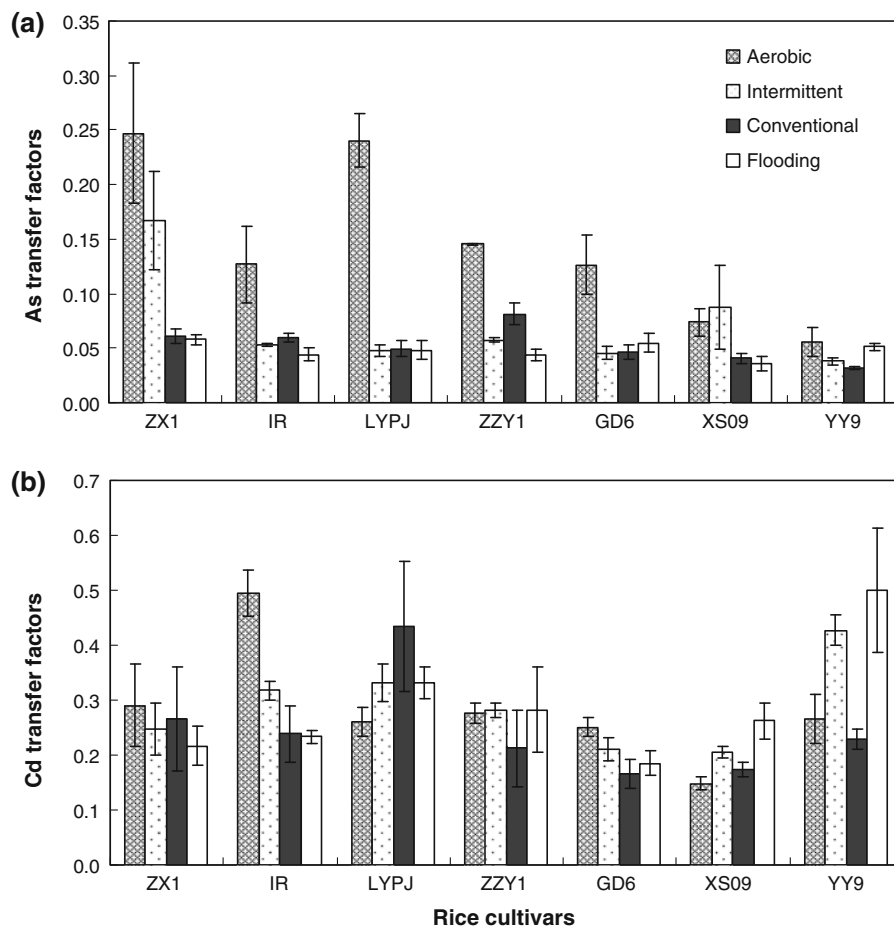 (a)
As transfer factors
0.35
0.30
0.25
0.20
0.15
0.10
0.05
0.00
Aerobic
Intermittent
Conventional
Flooding
ZX1 IR LYPJ ZZY1 GD6 XS09 YY9
(b)
Cd transfer factors
0.7
0.6
0.5
0.4
0.3
0.2
0.1
0.0
ZX1 IR LYPJ ZZY1 GD6 XS09 YY9
Rice cultivars